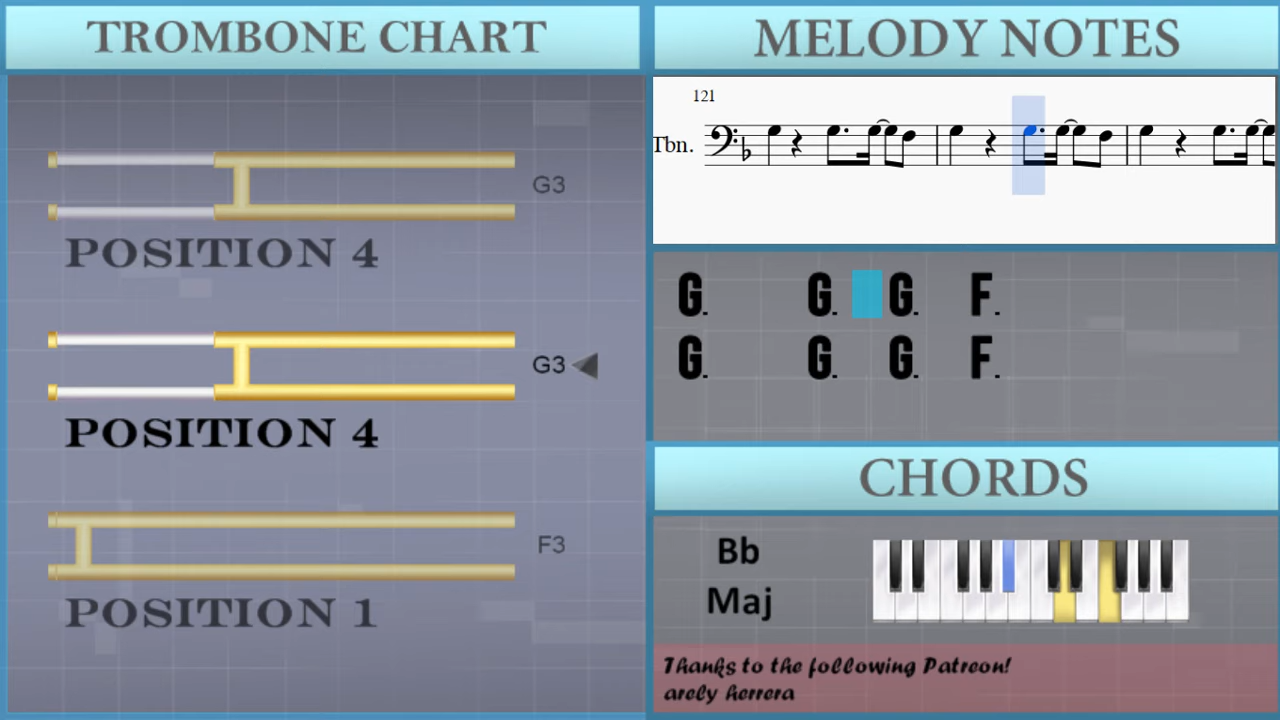 TROMBONE CHART
G3
POSITION 4
G3
POSITION 4
F3
POSITION 1
MELODY NOTES
121
Tbn.
G. G. G. F.
G. G. G. F.
CHORDS
Bb
Maj
Thanks to the following Patreon!
arely herrera